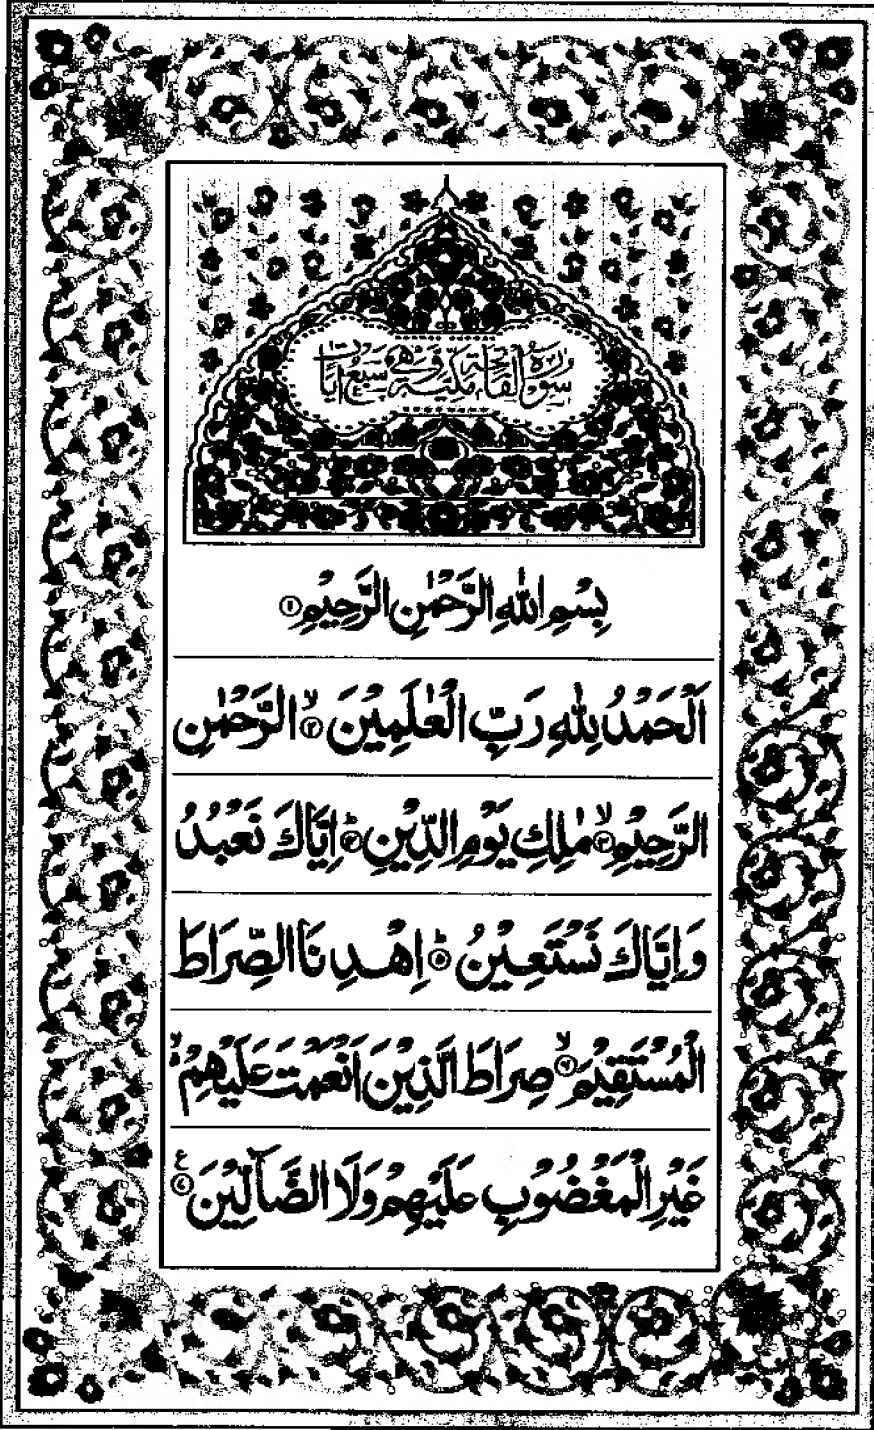 سُوْرَةُ الْفَاتِحَةِ مَكِّيَّةٌ وَّهِيَ سَبْعُ اٰيَاتٍ
بِسْمِ اللّٰهِ الرَّحْمٰنِ الرَّحِيْمِ ۝۱
اَلْحَمْدُ لِلّٰهِ رَبِّ الْعٰلَمِيْنَ ۙ۝۲ الرَّحْمٰنِ
الرَّحِيْمِ ۙ۝۳ مٰلِكِ يَوْمِ الدِّيْنِ ؕ۝۴ اِيَّاكَ نَعْبُدُ
وَاِيَّاكَ نَسْتَعِيْنُ ؕ۝۵ اِهْدِنَا الصِّرَاطَ
الْمُسْتَقِيْمَ ۙ۝۶ صِرَاطَ الَّذِيْنَ اَنْعَمْتَ عَلَيْهِمْ ۙ
غَيْرِ الْمَغْضُوْبِ عَلَيْهِمْ وَلَا الضَّآلِّيْنَ ۝۷ ع